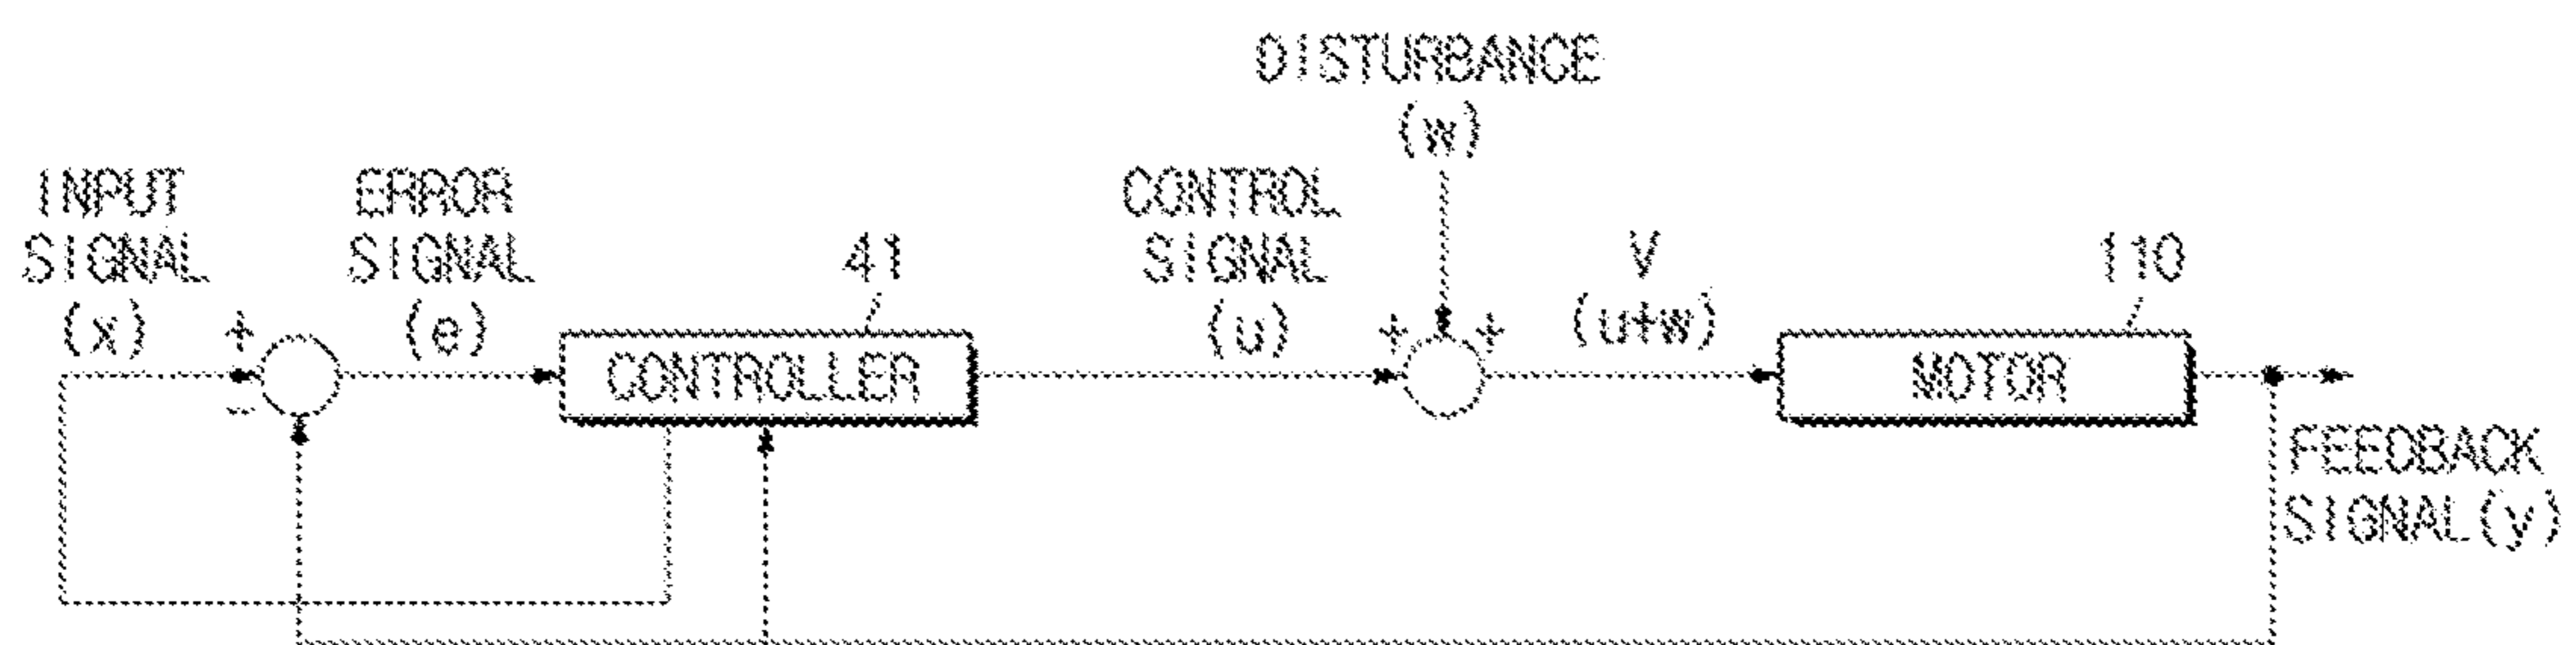 DISTURBANCE
(w)
INPUT
SIGNAL
(x)
ERROR
SIGNAL
(e)
41
CONTROL
SIGNAL
(u)
V
(u+w)
110
+
-
CONTROLLER
+
+
MOTOR
FEEDBACK
SIGNAL(y)